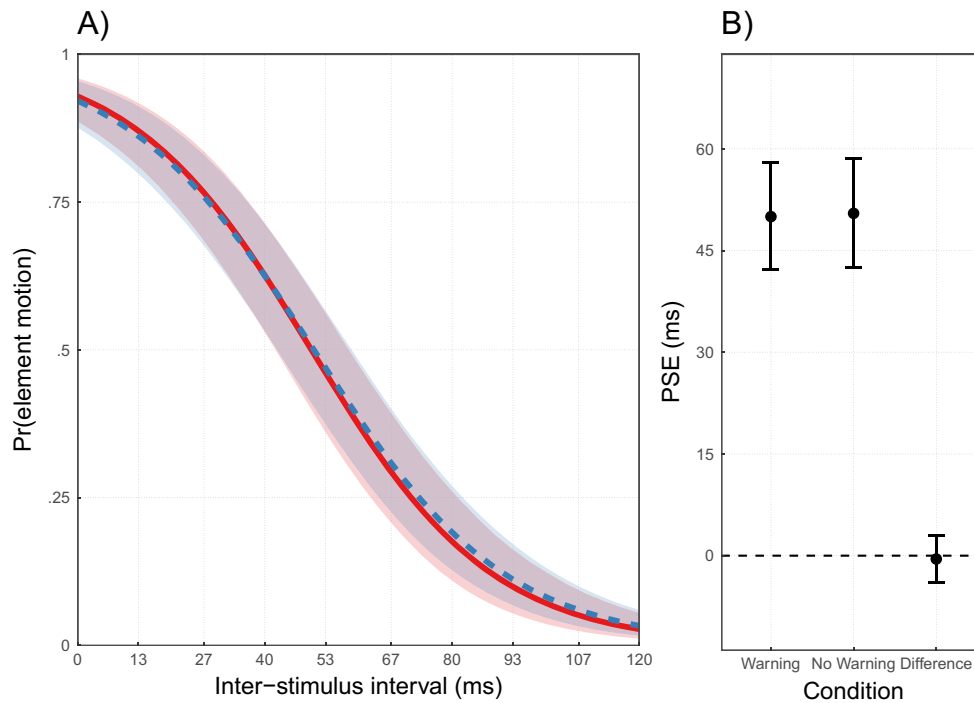 A)
1
.75
.5
.25
0
Pr(element motion)
0 13 27 40 53 67 80 93 107 120
Inter−stimulus interval (ms)
B)
60
45
30
15
0
PSE (ms)
Warning No Warning Difference
Condition